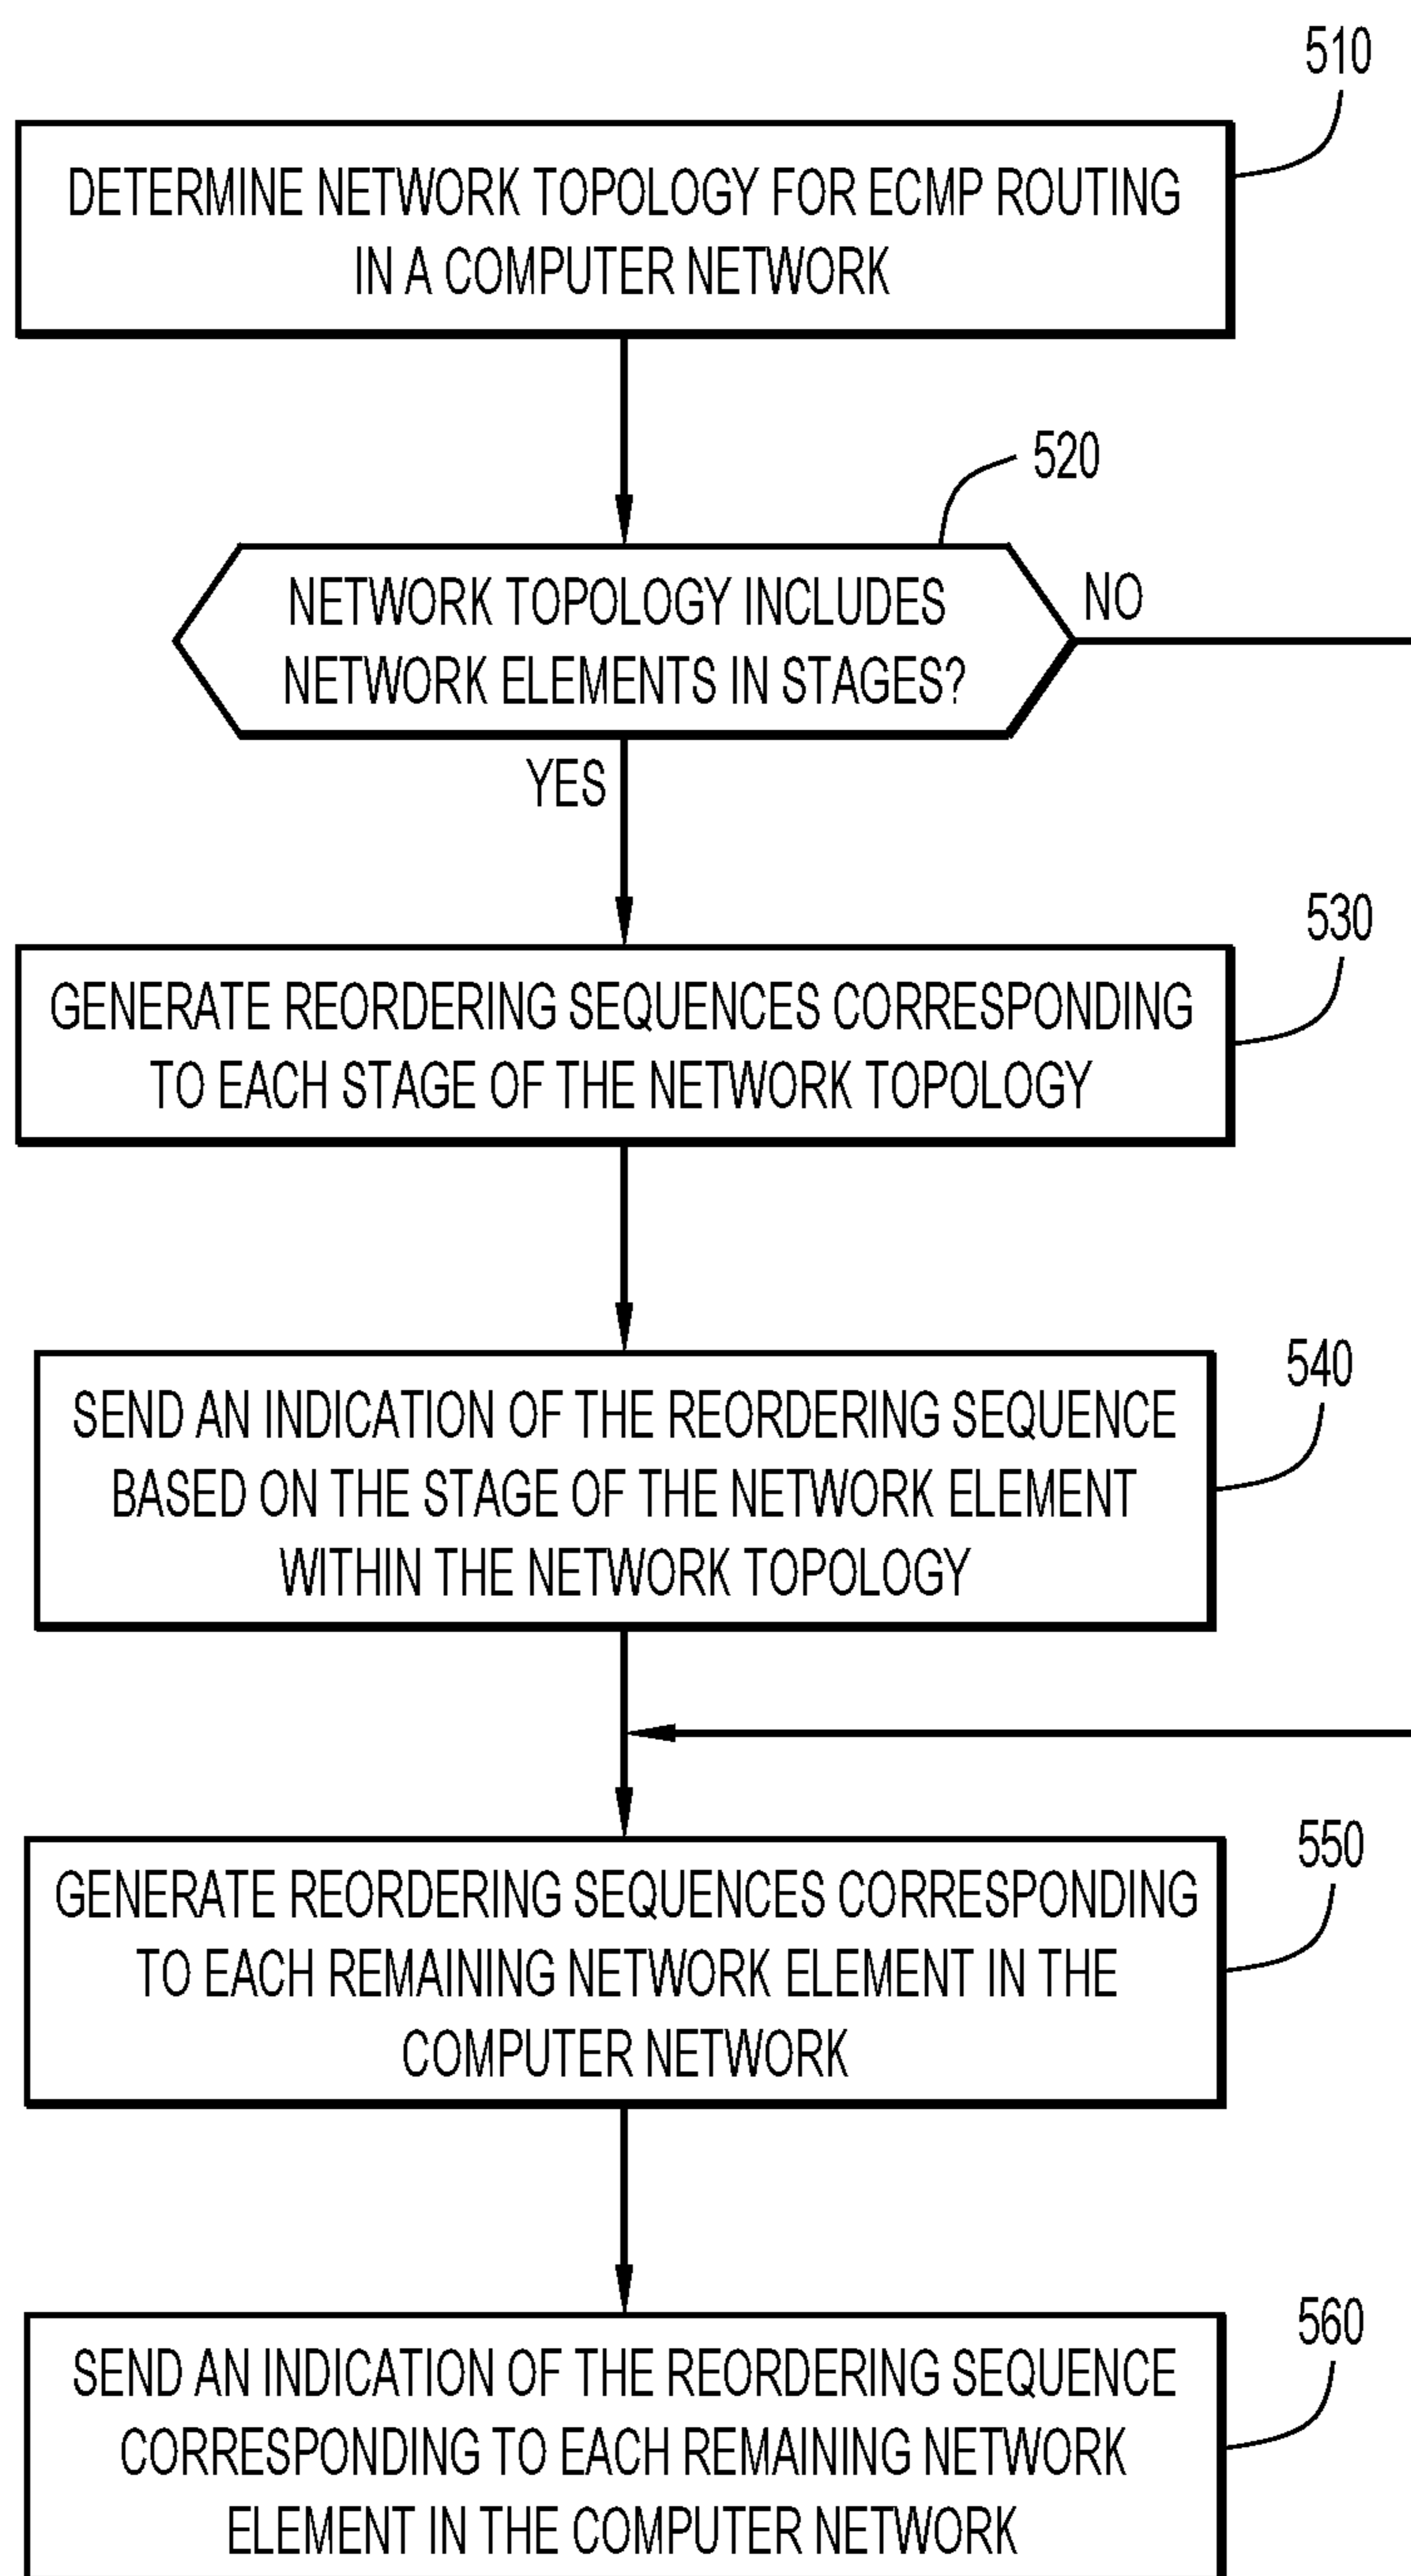 510
DETERMINE NETWORK TOPOLOGY FOR ECMP ROUTING
IN A COMPUTER NETWORK
520
NETWORK TOPOLOGY INCLUDES
NETWORK ELEMENTS IN STAGES?
NO
YES
530
GENERATE REORDERING SEQUENCES CORRESPONDING
TO EACH STAGE OF THE NETWORK TOPOLOGY
540
SEND AN INDICATION OF THE REORDERING SEQUENCE
BASED ON THE STAGE OF THE NETWORK ELEMENT
WITHIN THE NETWORK TOPOLOGY
550
GENERATE REORDERING SEQUENCES CORRESPONDING
TO EACH REMAINING NETWORK ELEMENT IN THE
COMPUTER NETWORK
560
SEND AN INDICATION OF THE REORDERING SEQUENCE
CORRESPONDING TO EACH REMAINING NETWORK
ELEMENT IN THE COMPUTER NETWORK